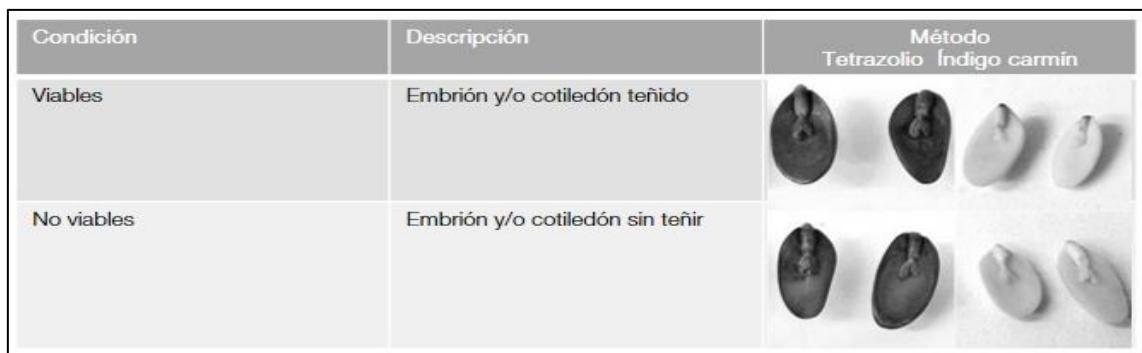 Condición Descripción Método
Tetrazolio Índigo carmín
Viables Embrión y/o cotiledón teñido
No viables Embrión y/o cotiledón sin teñir